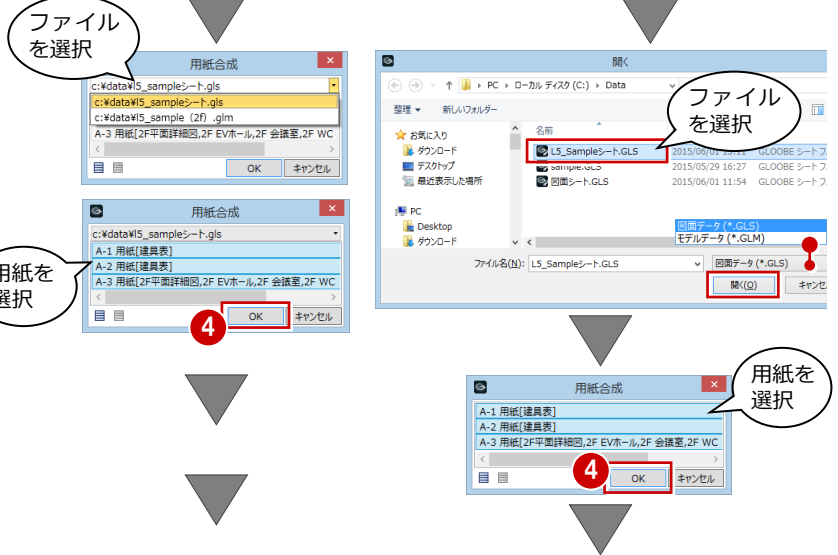 ファイル
を選択
用紙合成
c:¥data¥l5_sampleシート.gls
c:¥data¥l5_sampleシート.gls
c:¥data¥l5_sample（2f）.glm
A-3 用紙[2F平面詳細図,2F EVホール,2F 会議室,2F WC
OK
キャンセル
用紙合成
c:¥data¥l5_sampleシート.gls
A-1 用紙[建具表]
A-2 用紙[建具表]
A-3 用紙[2F平面詳細図,2F EVホール,2F 会議室,2F WC
用紙を
選択
4
OK
キャンセル
開く
PC ▸ ローカル ディスク (C:) ▸ Data
整理 ▼
新しいフォルダー
ファイル
を選択
お気に入り
ダウンロード
デスクトップ
最近表示した場所
PC
Desktop
ダウンロード
名前
L5_Sampleシート.GLS
2015/06/01
GLOOBE シートフ
sample.GLS 2015/05/29 16:27 GLOOBE シートフ
図面シート.GLS 2015/06/01 11:54 GLOOBE シートフ
図面データ (*.GLS)
モデルデータ (*.GLM)
ファイル名(N): L5_Sampleシート.GLS
図面データ (*.GLS)
開く(O)
キャンセ
用紙合成
用紙を
選択
A-1 用紙[建具表]
A-2 用紙[建具表]
A-3 用紙[2F平面詳細図,2F EVホール,2F 会議室,2F WC
4
OK
キャンセル